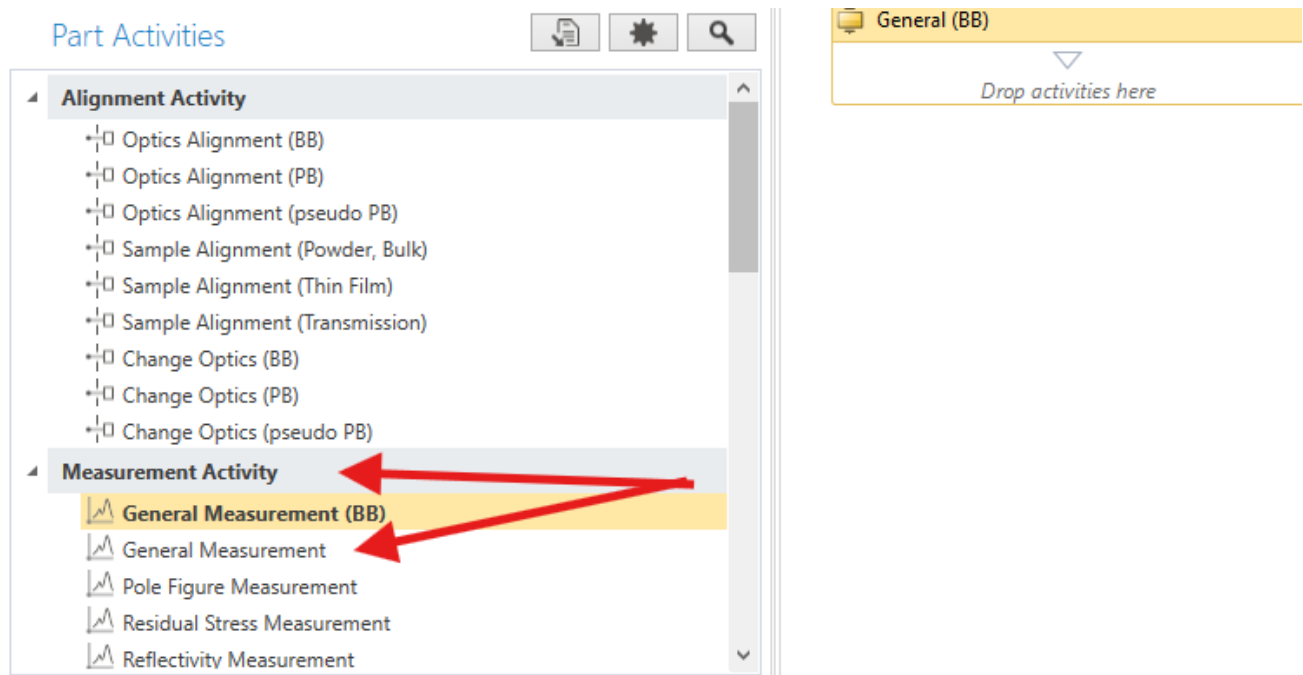 Part Activities
Alignment Activity
Optics Alignment (BB)
Optics Alignment (PB)
Optics Alignment (pseudo PB)
Sample Alignment (Powder, Bulk)
Sample Alignment (Thin Film)
Sample Alignment (Transmission)
Change Optics (BB)
Change Optics (PB)
Change Optics (pseudo PB)
Measurement Activity
General Measurement (BB)
General Measurement
Pole Figure Measurement
Residual Stress Measurement
Reflectivity Measurement
General (BB)
Drop activities here